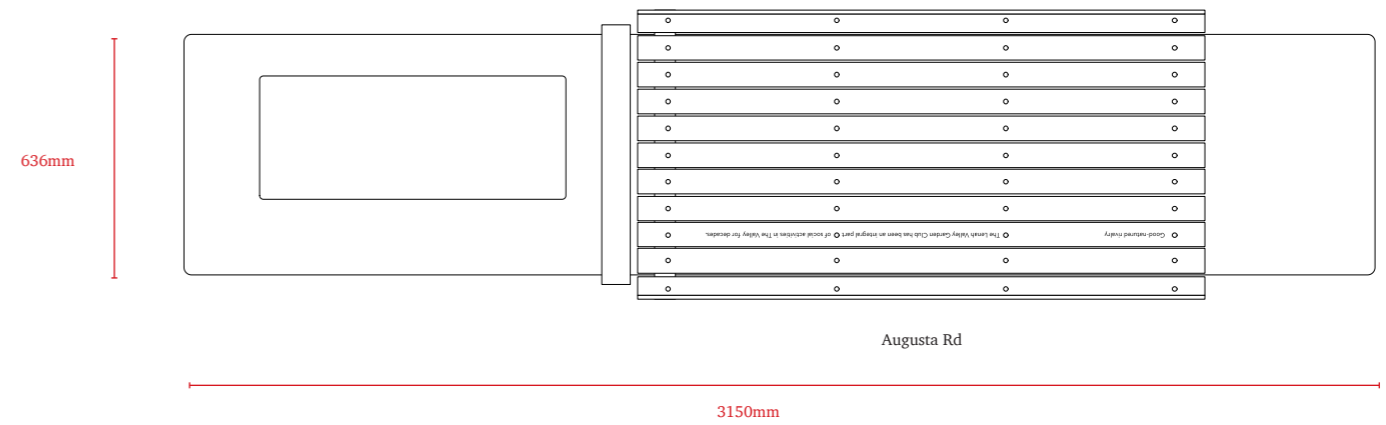 636mm
Good-natured rivalry The Lenah Valley Garden Club has been an integral part of social activities in The Valley for decades.
Augusta Rd
3150mm